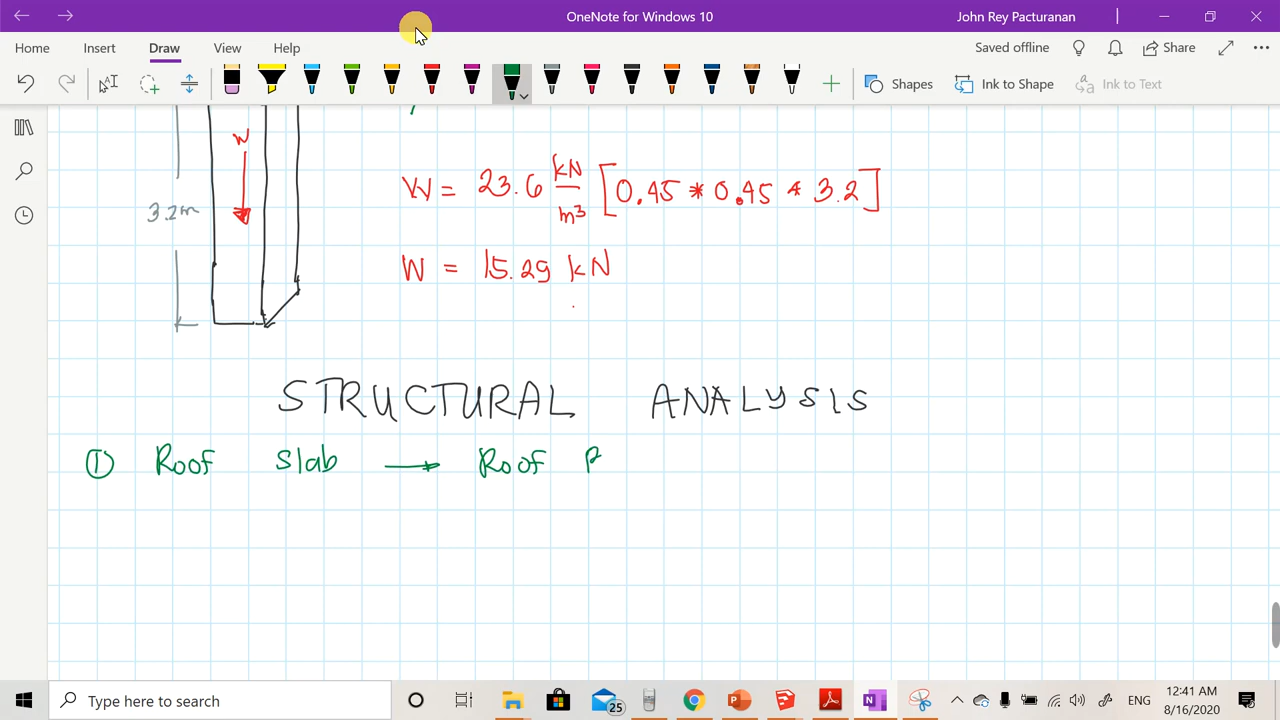 OneNote for Windows 10
John Rey Pacturanan
Home Insert Draw View Help
Saved offline
Share
Shapes
Ink to Shape
Ink to Text
W
3.2m
W = 23.6 kN/m³ [0.45 * 0.45 * 3.2]
W = 15.29 kN
STRUCTURAL ANALYSIS
① Roof Slab → Roof
Type here to search
25
ENG
12:41 AM
8/16/2020